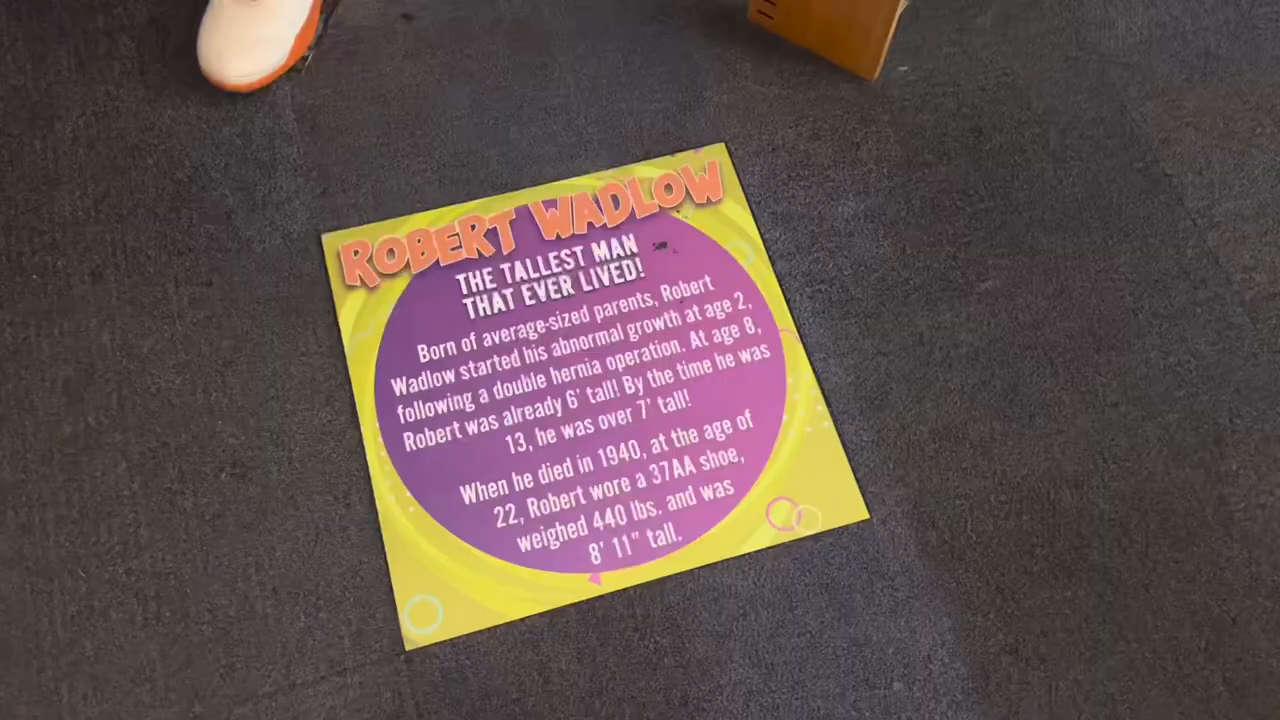 ROBERT WADLOW
THE TALLEST MAN
THAT EVER LIVED!
Born of average-sized parents, Robert
Wadlow started his abnormal growth at age 2,
following a double hernia operation. At age 8,
Robert was already 6' tall! By the time he was
13, he was over 7' tall!
When he died in 1940, at the age of
22, Robert wore a 37AA shoe,
weighed 440 lbs. and was
8' 11" tall.